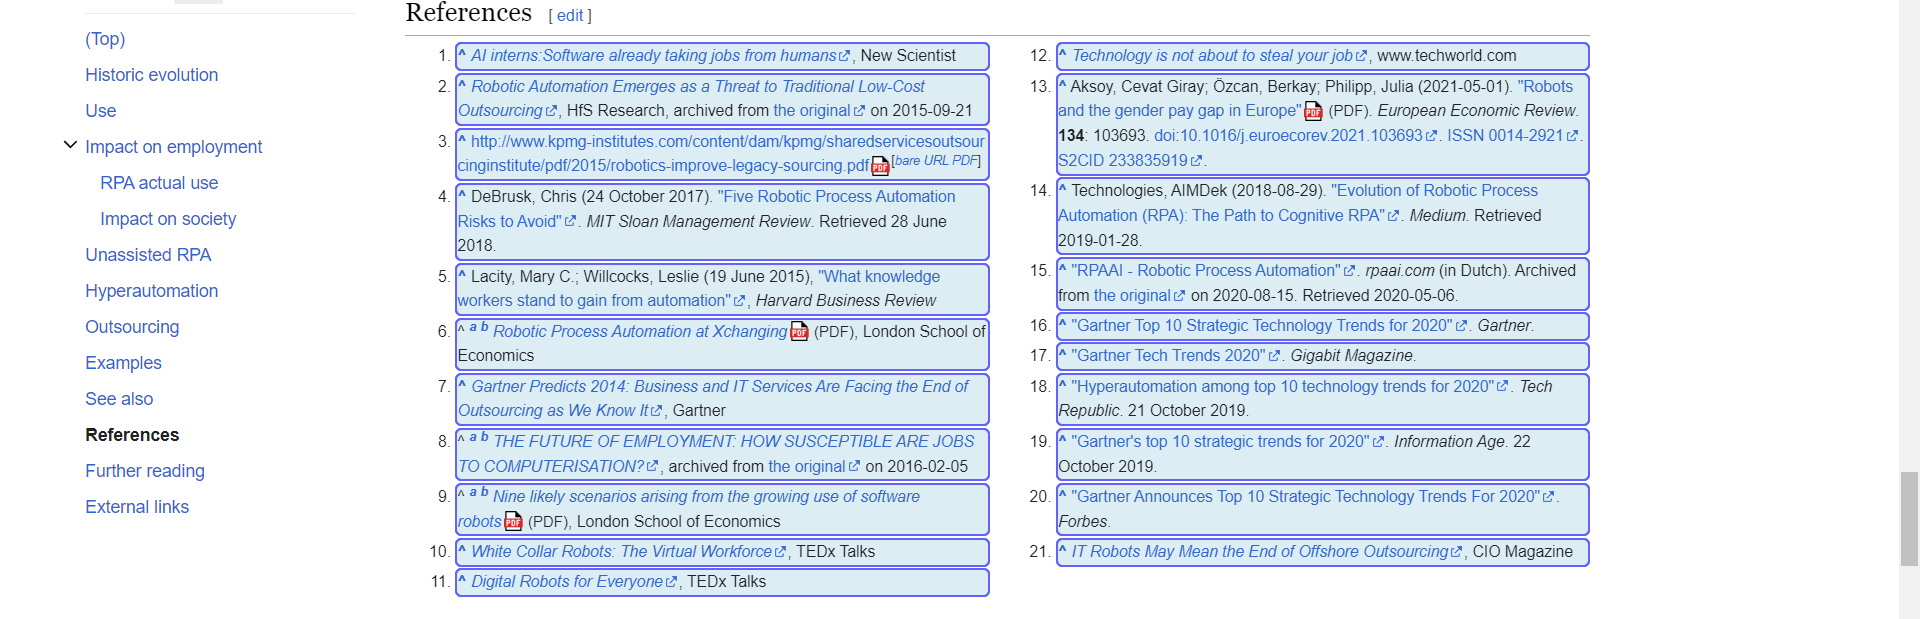 (Top)
Historic evolution
Use
Impact on employment
RPA actual use
Impact on society
Unassisted RPA
Hyperautomation
Outsourcing
Examples
See also
References
Further reading
External links
References [ edit ]
1. ^ AI interns:Software already taking jobs from humans, New Scientist
2. ^ Robotic Automation Emerges as a Threat to Traditional Low-Cost
Outsourcing, HfS Research, archived from the original on 2015-09-21
3. ^ http://www.kpmg-institutes.com/content/dam/kpmg/sharedservicesoutsour
cinginstitute/pdf/2015/robotics-improve-legacy-sourcing.pdf PDF [bare URL PDF]
4. ^ DeBrusk, Chris (24 October 2017). "Five Robotic Process Automation
Risks to Avoid". MIT Sloan Management Review. Retrieved 28 June
2018.
5. ^ Lacity, Mary C.; Willcocks, Leslie (19 June 2015), "What knowledge
workers stand to gain from automation", Harvard Business Review
6. ^ a b Robotic Process Automation at Xchanging PDF (PDF), London School of
Economics
7. ^ Gartner Predicts 2014: Business and IT Services Are Facing the End of
Outsourcing as We Know It, Gartner
8. ^ a b THE FUTURE OF EMPLOYMENT: HOW SUSCEPTIBLE ARE JOBS
TO COMPUTERISATION?, archived from the original on 2016-02-05
9. ^ a b Nine likely scenarios arising from the growing use of software
robots PDF (PDF), London School of Economics
10. ^ White Collar Robots: The Virtual Workforce, TEDx Talks
11. ^ Digital Robots for Everyone, TEDx Talks
12. ^ Technology is not about to steal your job, www.techworld.com
13. ^ Aksoy, Cevat Giray; Özcan, Berkay; Philipp, Julia (2021-05-01). "Robots
and the gender pay gap in Europe" PDF (PDF). European Economic Review.
134: 103693. doi:10.1016/j.euroecorev.2021.103693. ISSN 0014-2921.
S2CID 233835919.
14. ^ Technologies, AIMDek (2018-08-29). "Evolution of Robotic Process
Automation (RPA): The Path to Cognitive RPA". Medium. Retrieved
2019-01-28.
15. ^ "RPAAI - Robotic Process Automation". rpaai.com (in Dutch). Archived
from the original on 2020-08-15. Retrieved 2020-05-06.
16. ^ "Gartner Top 10 Strategic Technology Trends for 2020". Gartner.
17. ^ "Gartner Tech Trends 2020". Gigabit Magazine.
18. ^ "Hyperautomation among top 10 technology trends for 2020". Tech
Republic. 21 October 2019.
19. ^ "Gartner's top 10 strategic trends for 2020". Information Age. 22
October 2019.
20. ^ "Gartner Announces Top 10 Strategic Technology Trends For 2020".
Forbes.
21. ^ IT Robots May Mean the End of Offshore Outsourcing, CIO Magazine